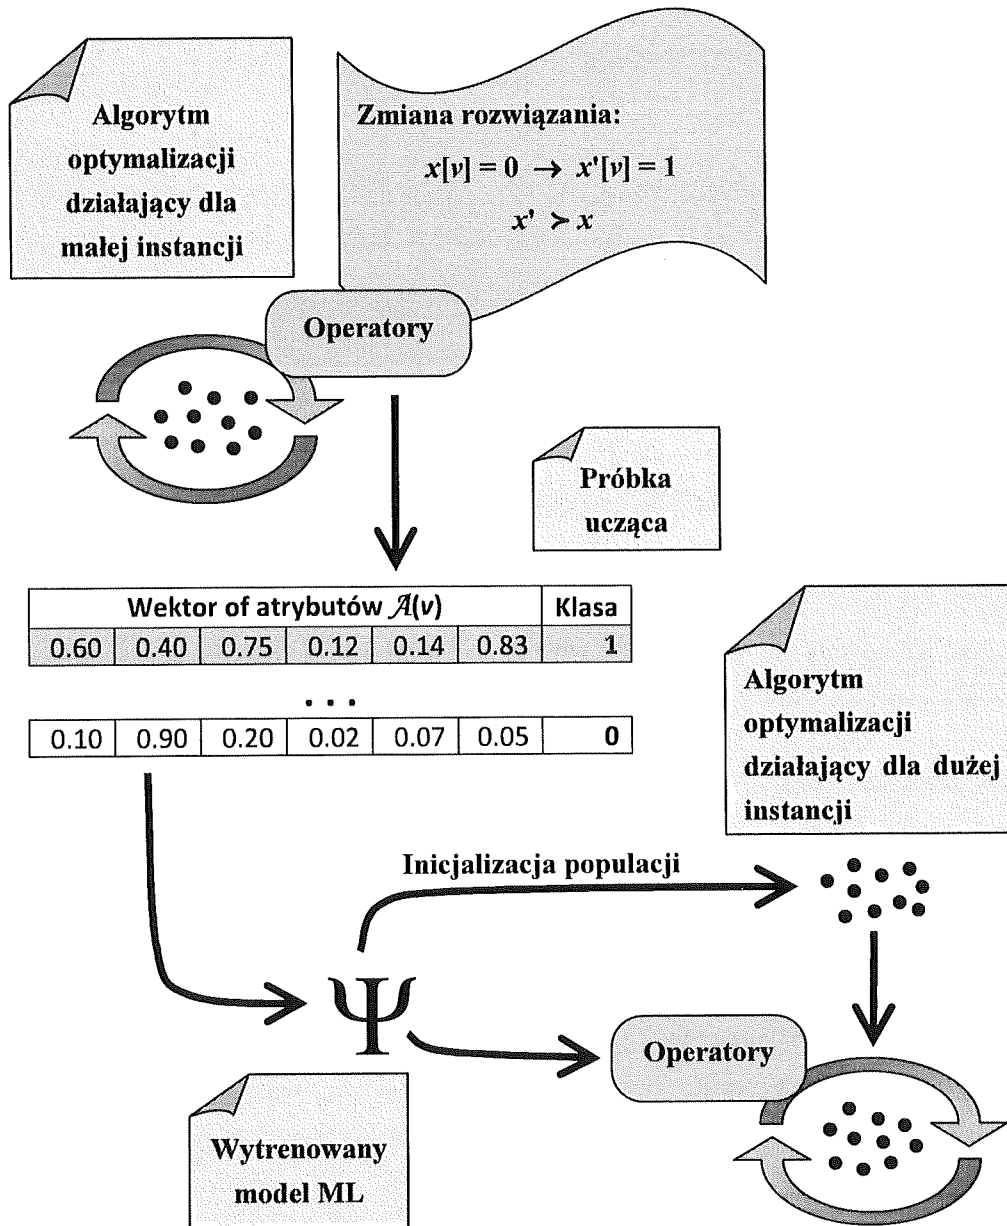 Algorytm
optymalizacji
działający dla
małej instancji
Zmiana rozwiązania:
x[v] = 0 → x'[v] = 1
x' ≻ x
Operatory
Próbka
ucząca
Wektor of atrybutów 𝒜(v) Klasa
0.60 0.40 0.75 0.12 0.14 0.83 1
. . .
0.10 0.90 0.20 0.02 0.07 0.05 0
Algorytm
optymalizacji
działający dla dużej
instancji
Inicjalizacja populacji
Ψ
Operatory
Wytrenowany
model ML